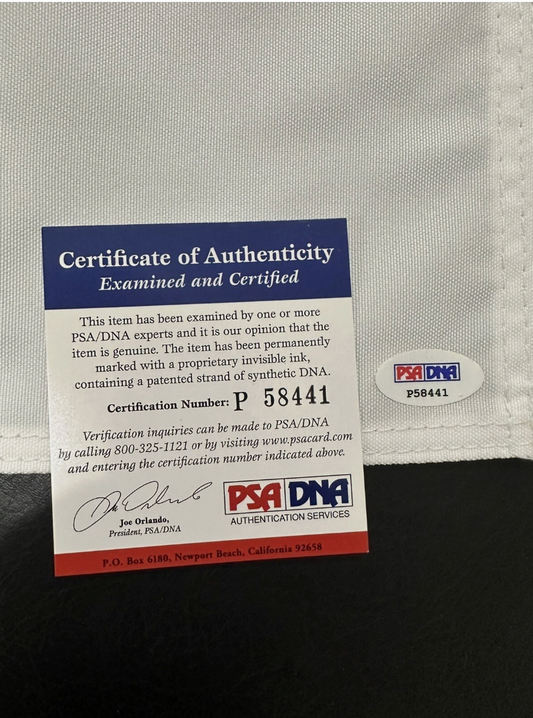 Certificate of Authenticity
Examined and Certified
This item has been examined by one or more
PSA/DNA experts and it is our opinion that the
item is genuine. The item has been permanently
marked with a proprietary invisible ink,
containing a patented strand of synthetic DNA.
Certification Number: P 58441
Verification inquiries can be made to PSA/DNA
by calling 800-325-1121 or by visiting www.psacard.com
and entering the certification number indicated above.
Joe Orlando,
President, PSA/DNA
PSA DNA
AUTHENTICATION SERVICES
P.O. Box 6180, Newport Beach, California 92658
PSA DNA
P58441